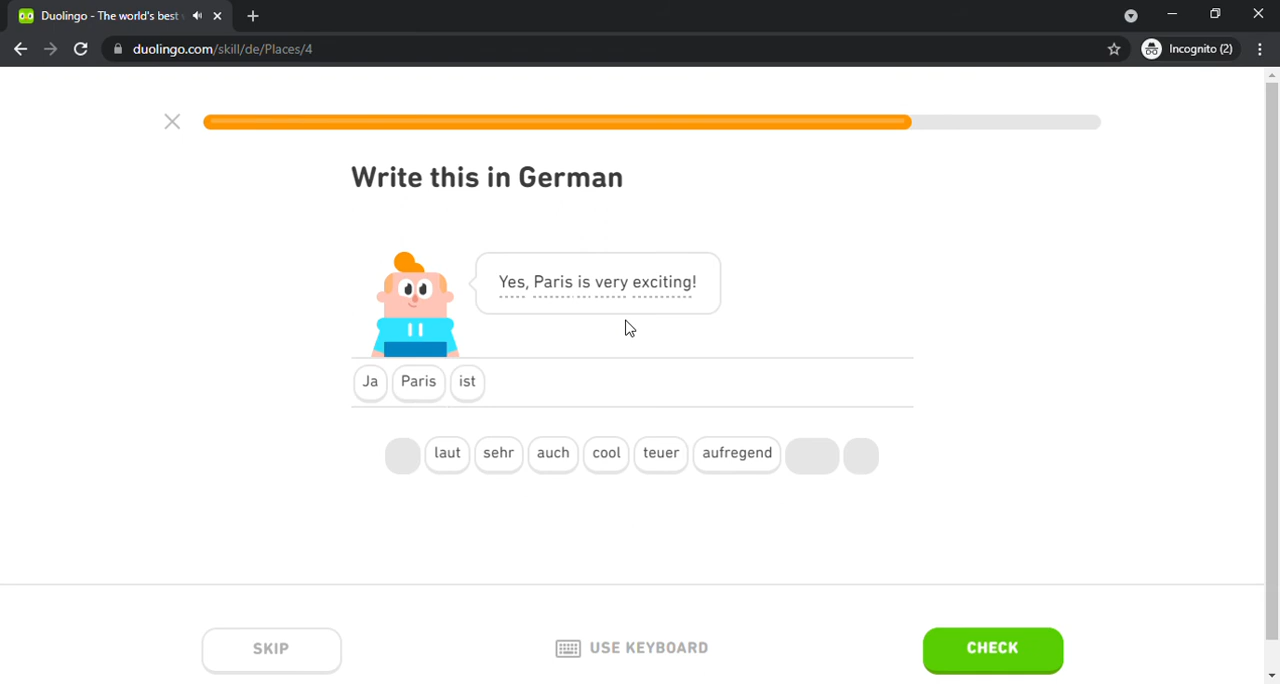 Duolingo - The world's best
duolingo.com/skill/de/Places/4
Incognito (2)
Write this in German
Yes, Paris is very exciting!
Ja Paris ist
laut sehr auch cool teuer aufregend
SKIP
USE KEYBOARD
CHECK